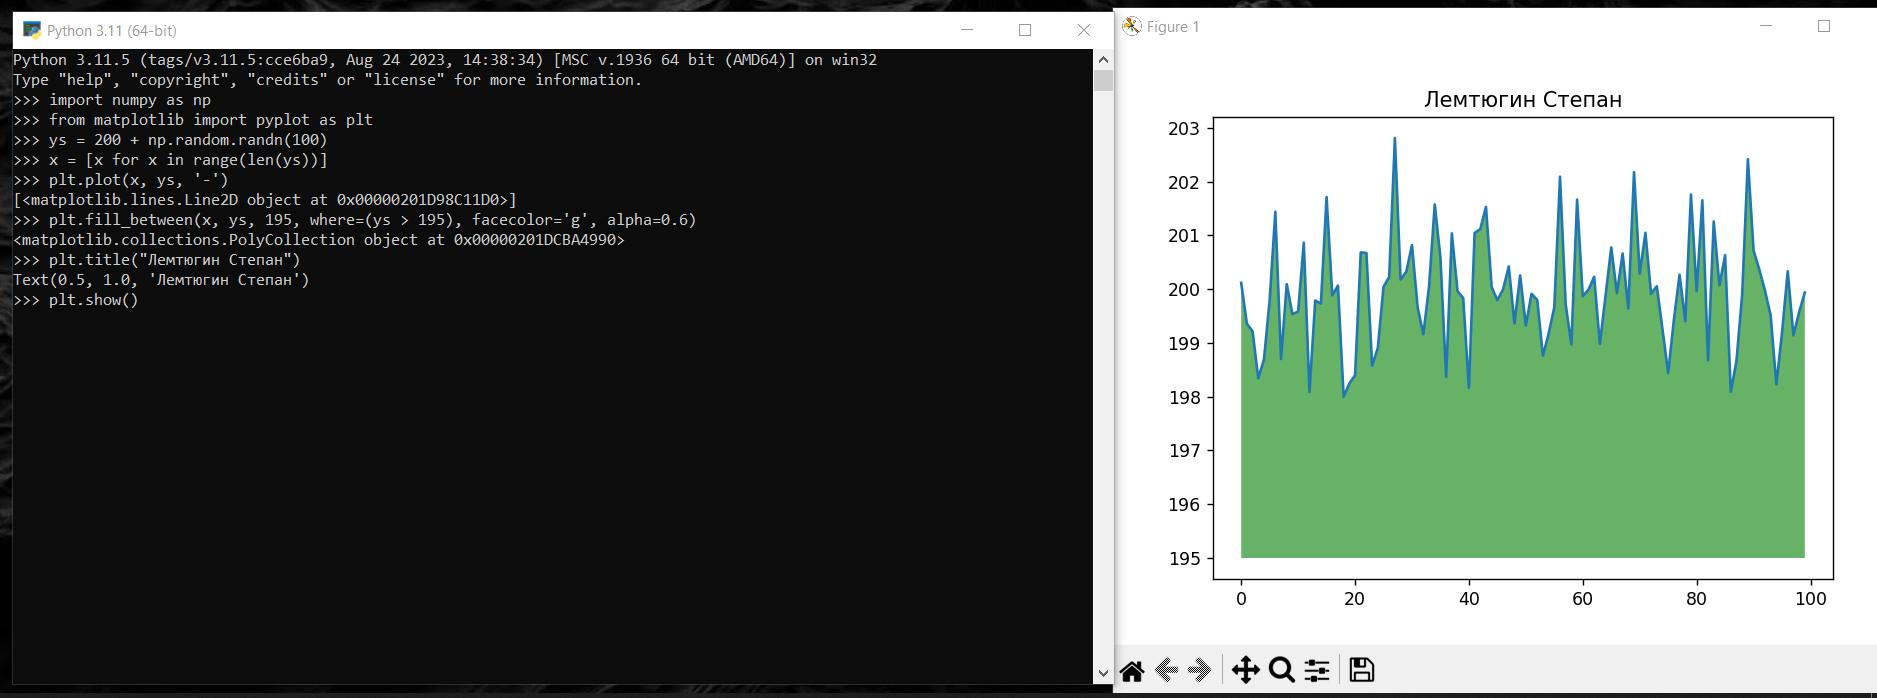 Python 3.11 (64-bit)
Python 3.11.5 (tags/v3.11.5:cce6ba9, Aug 24 2023, 14:38:34) [MSC v.1936 64 bit (AMD64)] on win32
Type "help", "copyright", "credits" or "license" for more information.
>>> import numpy as np
>>> from matplotlib import pyplot as plt
>>> ys = 200 + np.random.randn(100)
>>> x = [x for x in range(len(ys))]
>>> plt.plot(x, ys, '-')
[<matplotlib.lines.Line2D object at 0x00000201D98C11D0>]
>>> plt.fill_between(x, ys, 195, where=(ys > 195), facecolor='g', alpha=0.6)
<matplotlib.collections.PolyCollection object at 0x00000201DCBA4990>
>>> plt.title("Лемтюгин Степан")
Text(0.5, 1.0, 'Лемтюгин Степан')
>>> plt.show()
Figure 1
Лемтюгин Степан
203
202
201
200
199
198
197
196
195
0 20 40 60 80 100